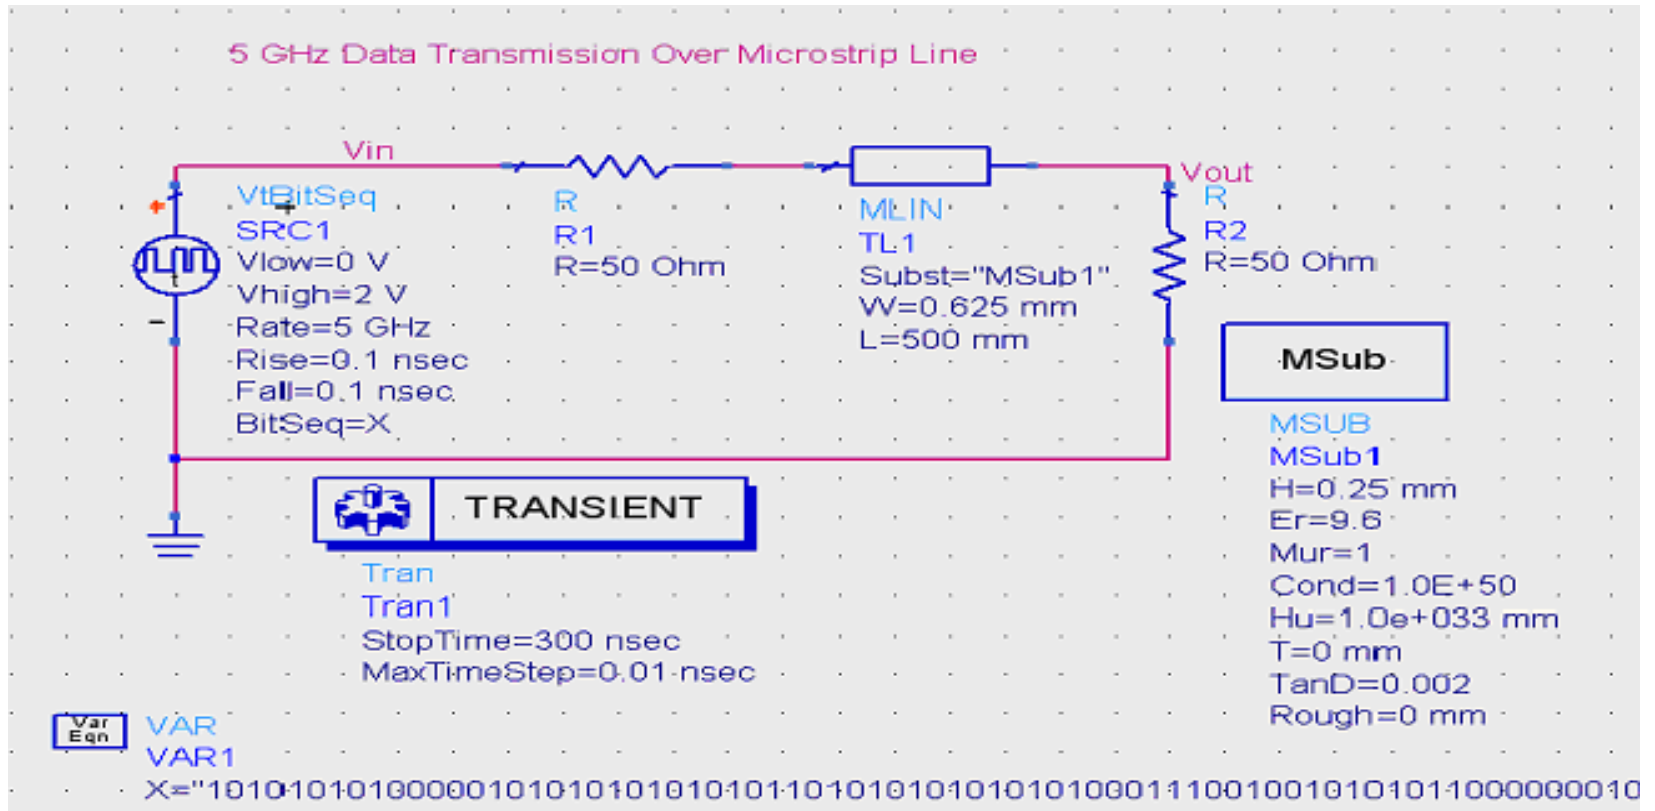 5 GHz Data Transmission Over Microstrip Line
Vin
Vout
VtBitSeq
SRC1
Vlow=0 V
Vhigh=2 V
Rate=5 GHz
Rise=0.1 nsec
Fall=0.1 nsec
BitSeq=X
t
R
R1
R=50 Ohm
MLIN
TL1
Subst="MSub1"
W=0.625 mm
L=500 mm
R
R2
R=50 Ohm
MSub
MSUB
MSub1
H=0.25 mm
Er=9.6
Mur=1
Cond=1.0E+50
Hu=1.0e+033 mm
T=0 mm
TanD=0.002
Rough=0 mm
TRANSIENT
Tran
Tran1
StopTime=300 nsec
MaxTimeStep=0.01 nsec
Var
Eqn
VAR
VAR1